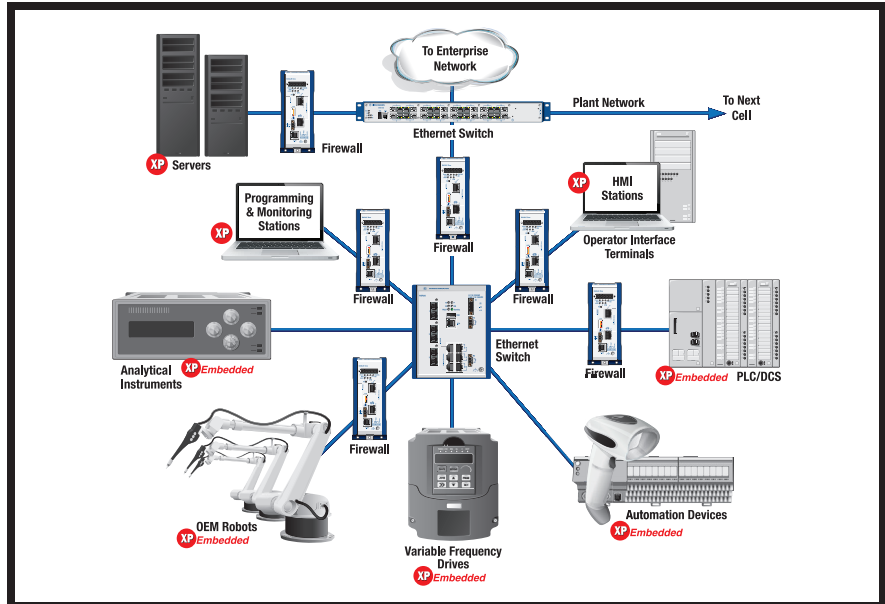 To Enterprise
Network
Plant Network
To Next
Cell
Ethernet Switch
Firewall
XP Servers
Programming
& Monitoring
Stations
XP
Firewall
Firewall
XP
HMI
Stations
Operator Interface
Terminals
Firewall
Ethernet
Switch
Analytical
Instruments
XP Embedded
Firewall
XP Embedded
PLC/DCS
Firewall
OEM Robots
XP Embedded
Variable Frequency
Drives
XP Embedded
Automation Devices
XP Embedded